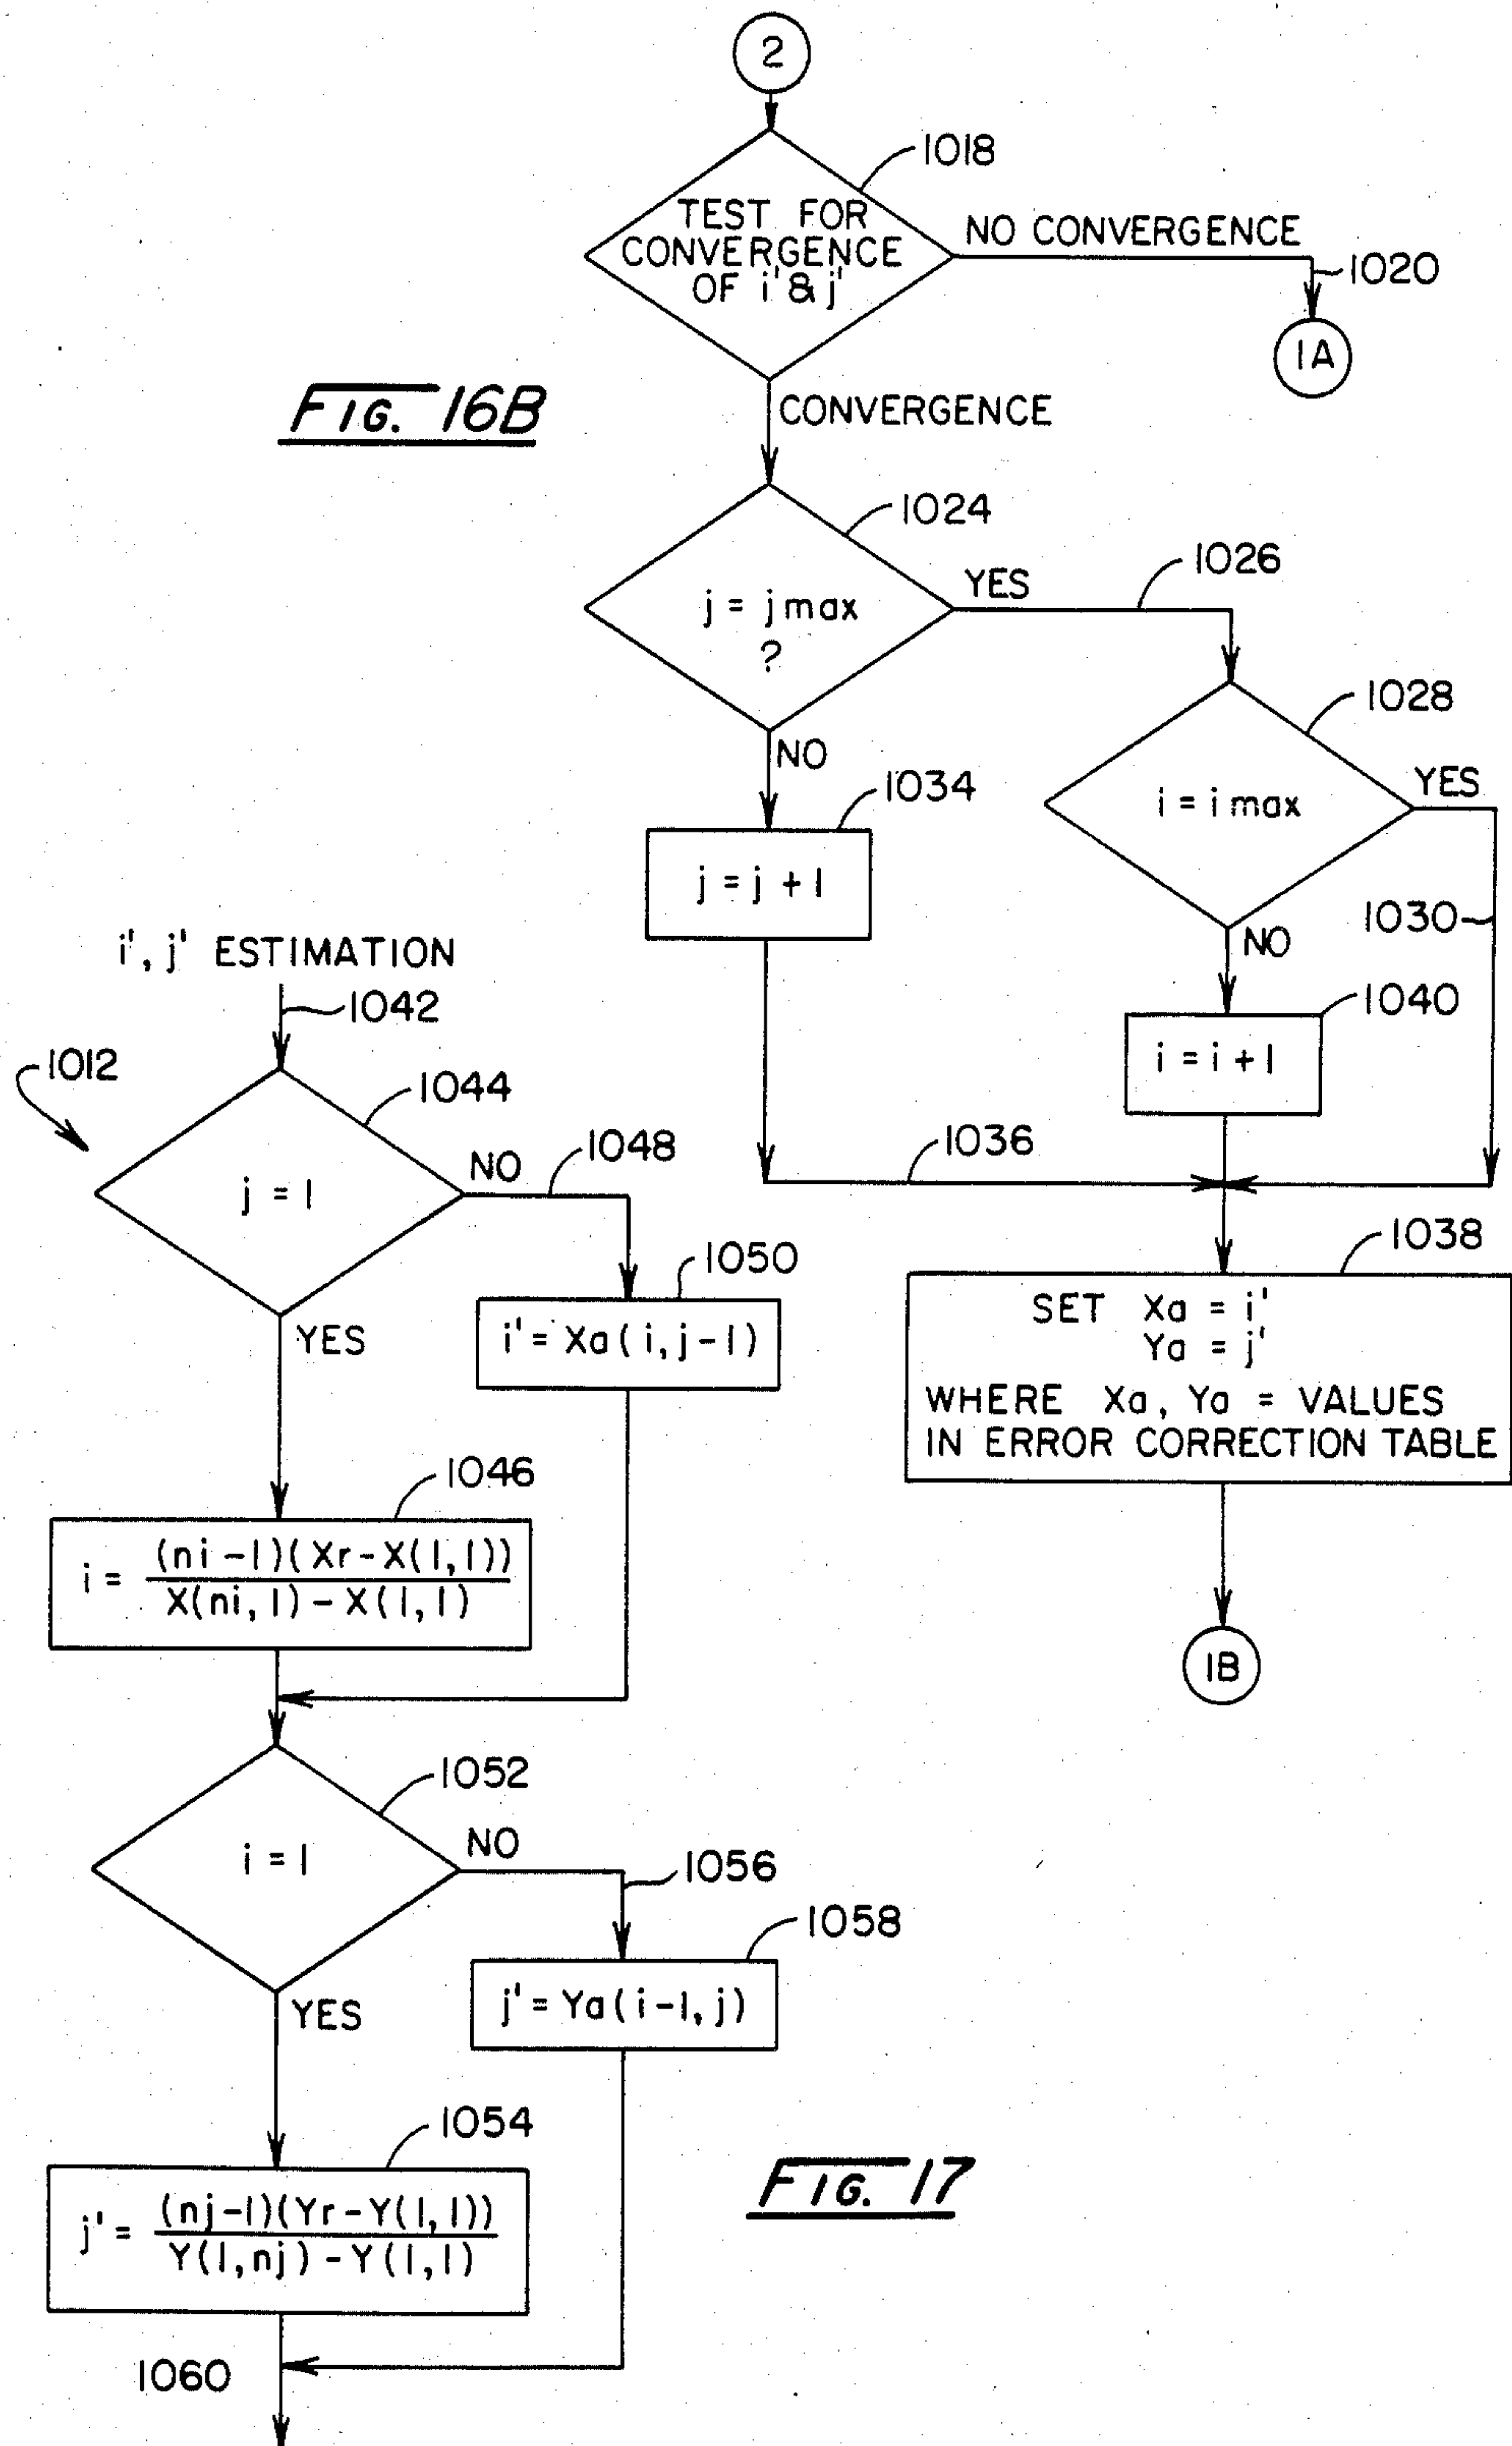 2
1018
TEST FOR
CONVERGENCE
OF i' & j'
NO CONVERGENCE
1020
1A
FIG. 16B
CONVERGENCE
1024
j = j max
?
YES
1026
1028
i = i max
YES
1030
NO
1034
j = j + 1
NO
1040
i = i + 1
1036
1038
SET Xa = i'
Ya = j'
WHERE Xa, Ya = VALUES
IN ERROR CORRECTION TABLE
1B
i', j' ESTIMATION
1042
1012
1044
j = 1
NO
1048
1050
i' = Xa(i, j-1)
YES
1046
i = (ni-1)(Xr-X(1,1))
X(ni,1)-X(1,1)
1052
i = 1
NO
1056
1058
j' = Ya(i-1, j)
YES
1054
j' = (nj-1)(Yr-Y(1,1))
Y(1,nj)-Y(1,1)
1060
FIG. 17